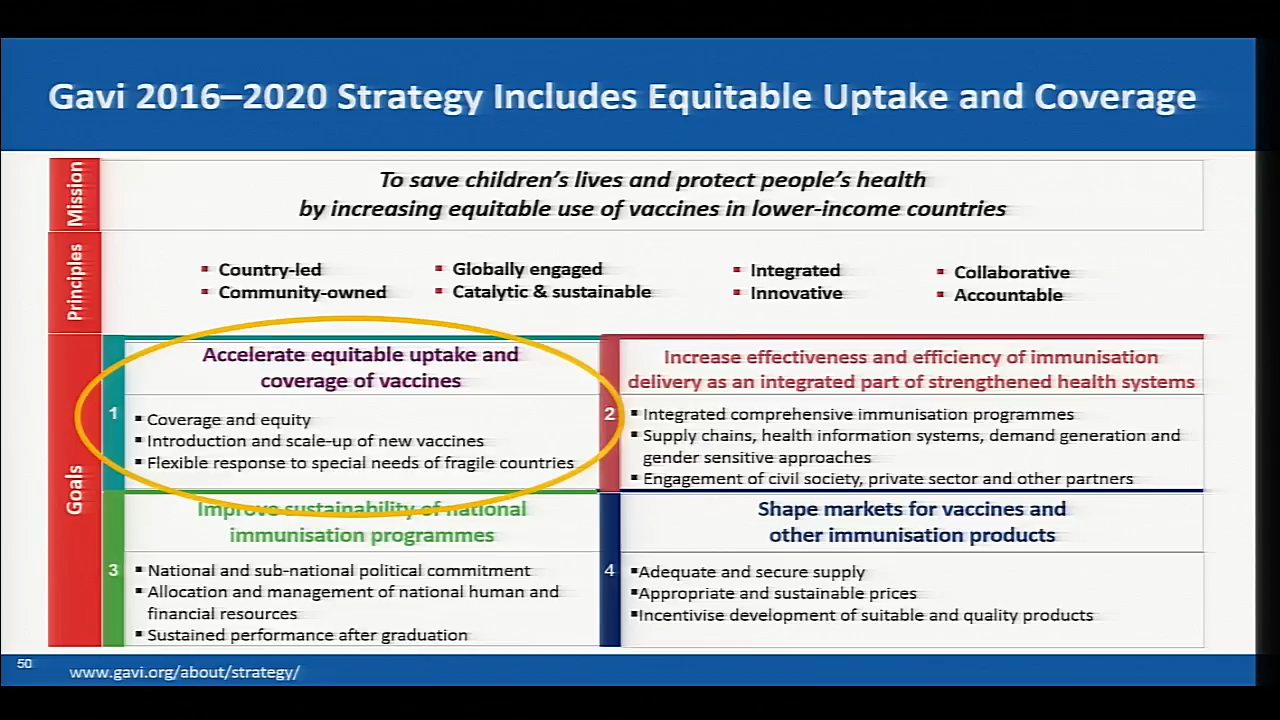 Gavi 2016–2020 Strategy Includes Equitable Uptake and Coverage
Mission
To save children's lives and protect people's health
by increasing equitable use of vaccines in lower-income countries
Principles
▪ Country-led
▪ Community-owned
▪ Globally engaged
▪ Catalytic & sustainable
▪ Integrated
▪ Innovative
▪ Collaborative
▪ Accountable
Goals
1
Accelerate equitable uptake and
coverage of vaccines
▪ Coverage and equity
▪ Introduction and scale-up of new vaccines
▪ Flexible response to special needs of fragile countries
2
Increase effectiveness and efficiency of immunisation
delivery as an integrated part of strengthened health systems
▪ Integrated comprehensive immunisation programmes
▪ Supply chains, health information systems, demand generation and
gender sensitive approaches
▪ Engagement of civil society, private sector and other partners
3
Improve sustainability of national
immunisation programmes
▪ National and sub-national political commitment
▪ Allocation and management of national human and
financial resources
▪ Sustained performance after graduation
4
Shape markets for vaccines and
other immunisation products
▪Adequate and secure supply
▪Appropriate and sustainable prices
▪Incentivise development of suitable and quality products
50
www.gavi.org/about/strategy/